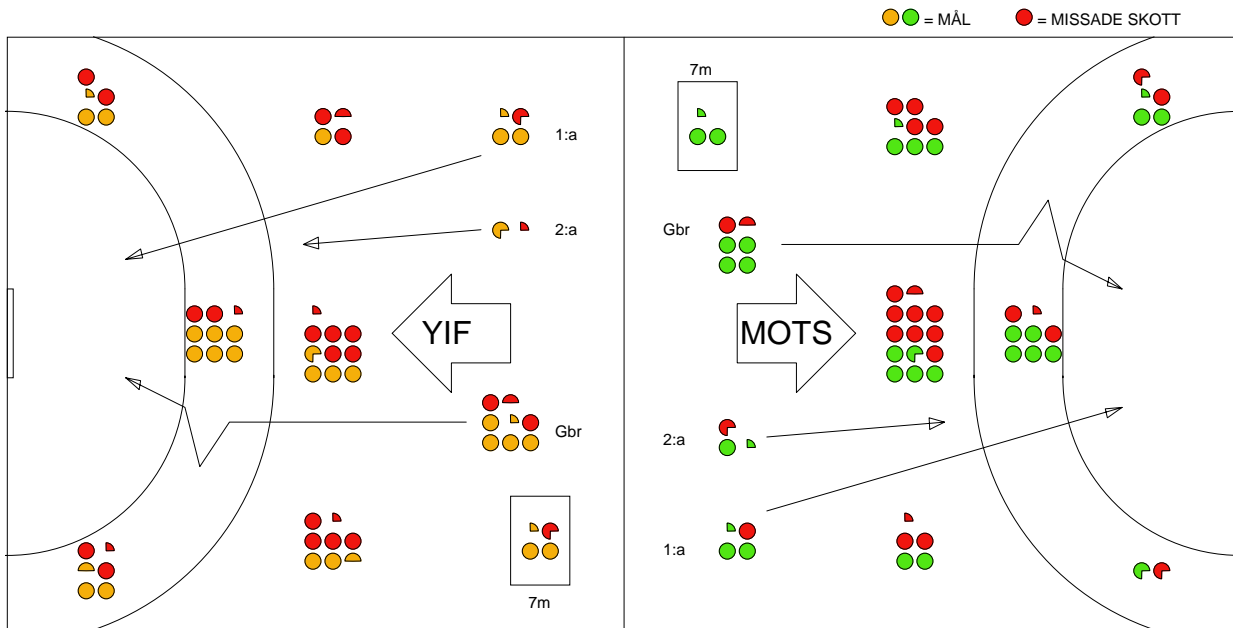 = MÅL
= MISSADE SKOTT
7m
1:a
Gbr
2:a
YIF
MOTS
Gbr
2:a
1:a
7m